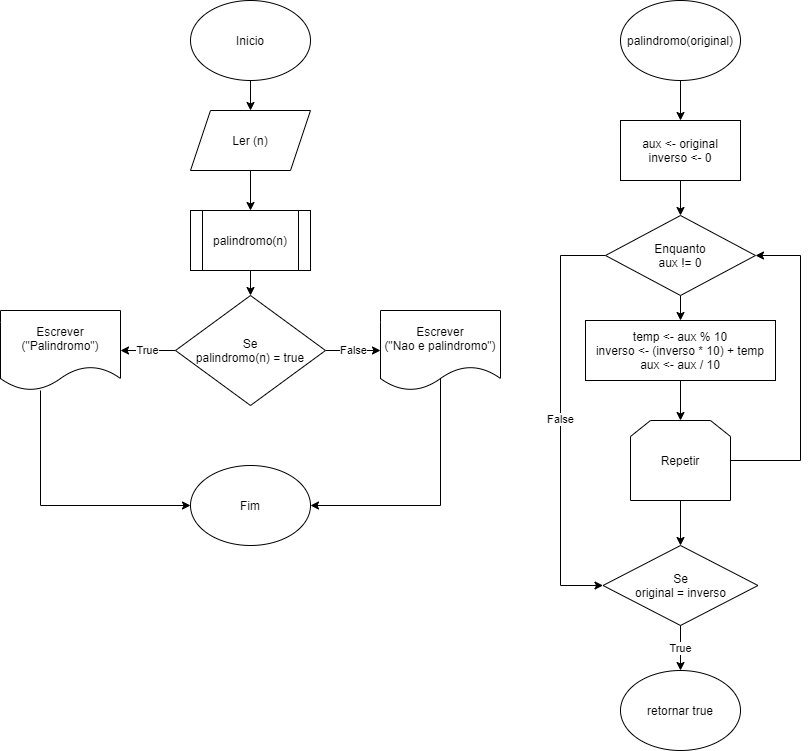 Inicio
Ler (n)
palindromo(n)
Se
palindromo(n) = true
True
Escrever
("Palindromo")
False
Escrever
("Nao e palindromo")
Fim
palindromo(original)
aux <- original
inverso <- 0
Enquanto
aux != 0
temp <- aux % 10
inverso <- (inverso * 10) + temp
aux <- aux / 10
Repetir
False
Se
original = inverso
True
retornar true